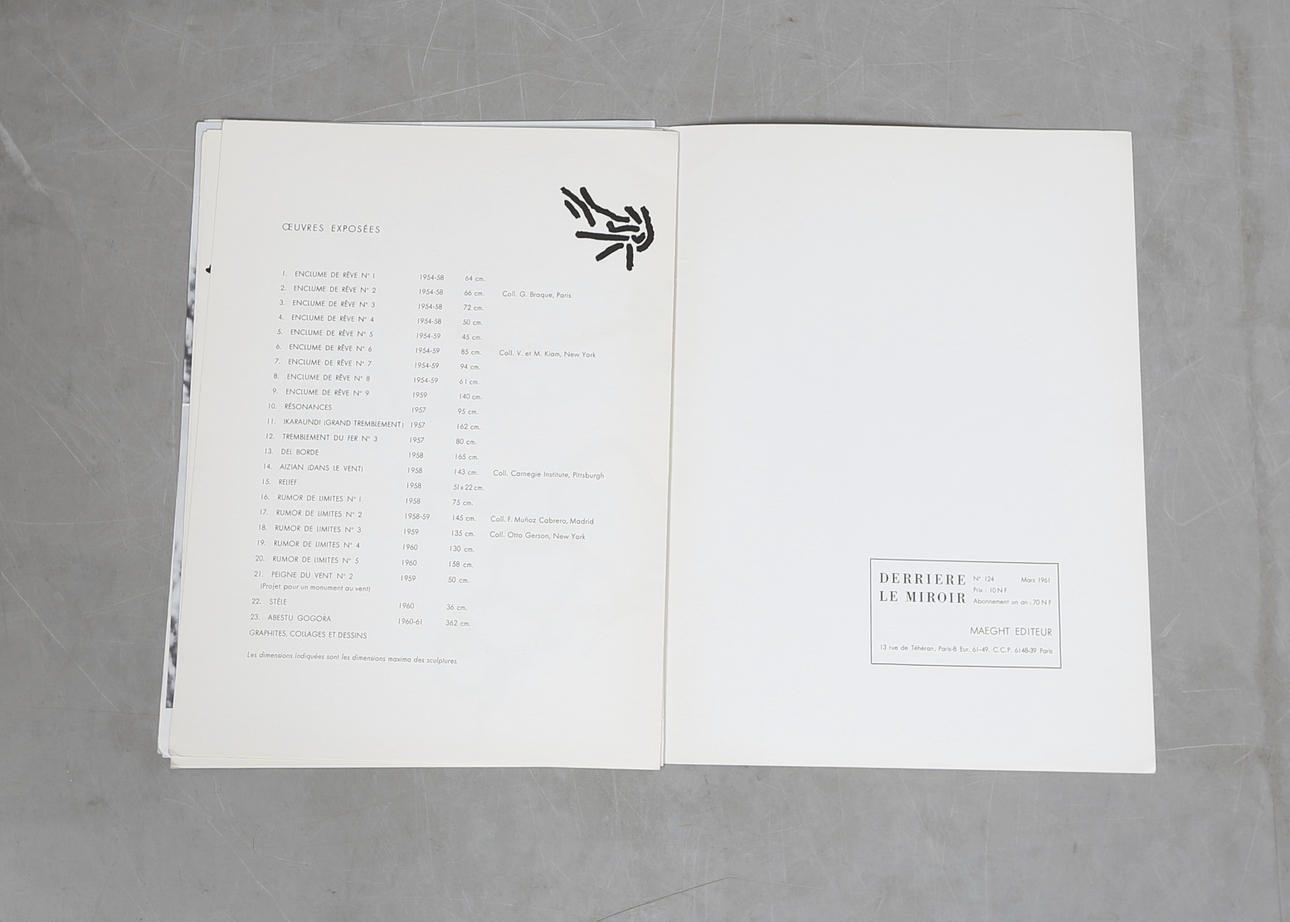 ŒUVRES EXPOSÉES
1. ENCLUME DE RÊVE N° 1 1954-58 64 cm.
2. ENCLUME DE RÊVE N° 2 1954-58 66 cm. Coll. G. Braque, Paris
3. ENCLUME DE RÊVE N° 3 1954-58 72 cm.
4. ENCLUME DE RÊVE N° 4 1954-58 50 cm.
5. ENCLUME DE RÊVE N° 5 1954-59 45 cm.
6. ENCLUME DE RÊVE N° 6 1954-59 85 cm. Coll. V. et M. Kiam, New York
7. ENCLUME DE RÊVE N° 7 1954-59 94 cm.
8. ENCLUME DE RÊVE N° 8 1954-59 61 cm.
9. ENCLUME DE RÊVE N° 9 1959 140 cm.
10. RÉSONANCES 1957 95 cm.
11. IKARAUNDI (GRAND TREMBLEMENT) 1957 162 cm.
12. TREMBLEMENT DU FER N° 3 1957 80 cm.
13. DEL BORDE 1958 165 cm.
14. AIZIAN (DANS LE VENT) 1958 143 cm. Coll. Carnegie Institute, Pittsburgh
15. RELIEF 1958 51 x 22 cm.
16. RUMOR DE LIMITES N° 1 1958 75 cm.
17. RUMOR DE LIMITES N° 2 1958-59 145 cm. Coll. F. Muñoz Cabrero, Madrid
18. RUMOR DE LIMITES N° 3 1959 135 cm. Coll. Otto Gerson, New York
19. RUMOR DE LIMITES N° 4 1960 130 cm.
20. RUMOR DE LIMITES N° 5 1960 158 cm.
21. PEIGNE DU VENT N° 2 1959 50 cm.
(Projet pour un monument au vent)
22. STÈLE 1960 36 cm.
23. ABESTU GOGORA 1960-61 362 cm.
GRAPHITES, COLLAGES ET DESSINS
Les dimensions indiquées sont les dimensions maxima des sculptures.
DERRIERE LE MIROIR
N° 124 Mars 1961
Prix : 10 N F
Abonnement un an : 70 N F
MAEGHT EDITEUR
13 rue de Téhéran, Paris-8 Eur. 61-49. C.C.P. 6148-39 Paris